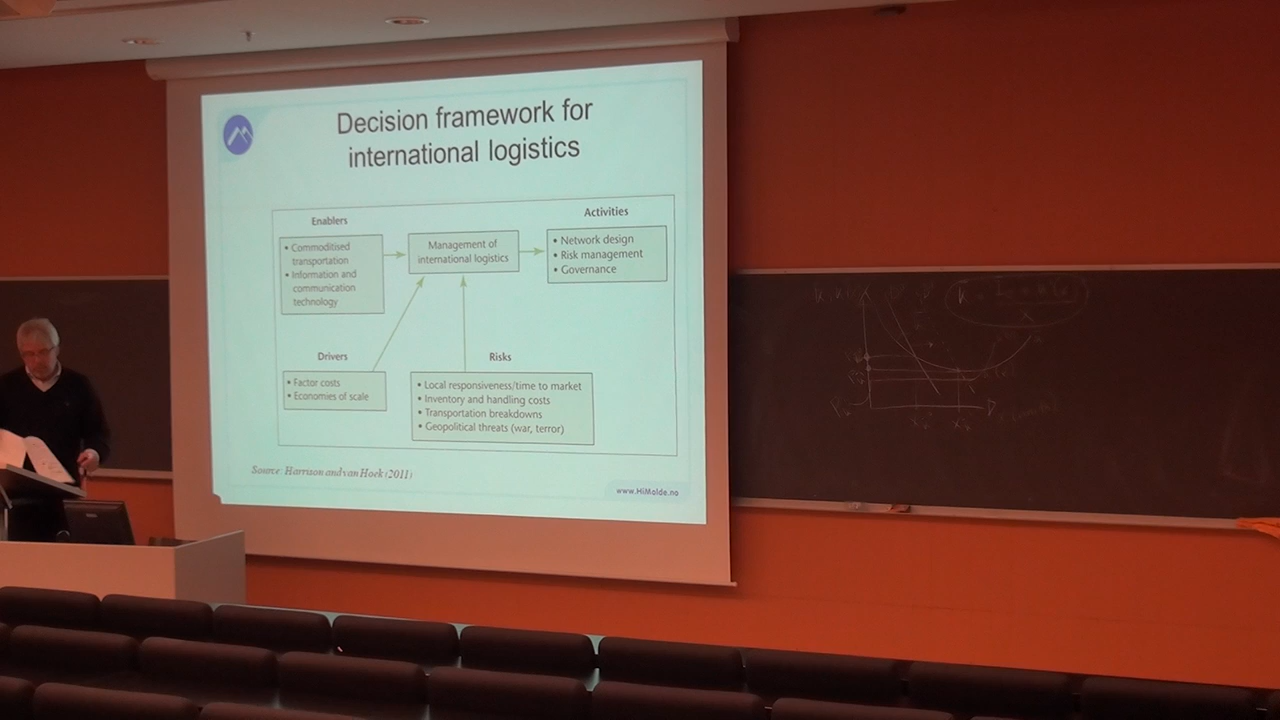 Decision framework for
international logistics
Enablers
• Commoditised
transportation
• Information and
communication
technology
Management of
international logistics
Activities
• Network design
• Risk management
• Governance
Drivers
• Factor costs
• Economies of scale
Risks
• Local responsiveness/time to market
• Inventory and handling costs
• Transportation breakdowns
• Geopolitical threats (war, terror)
Source: Harrison and van Hoek (2011)
www.HiMolde.no